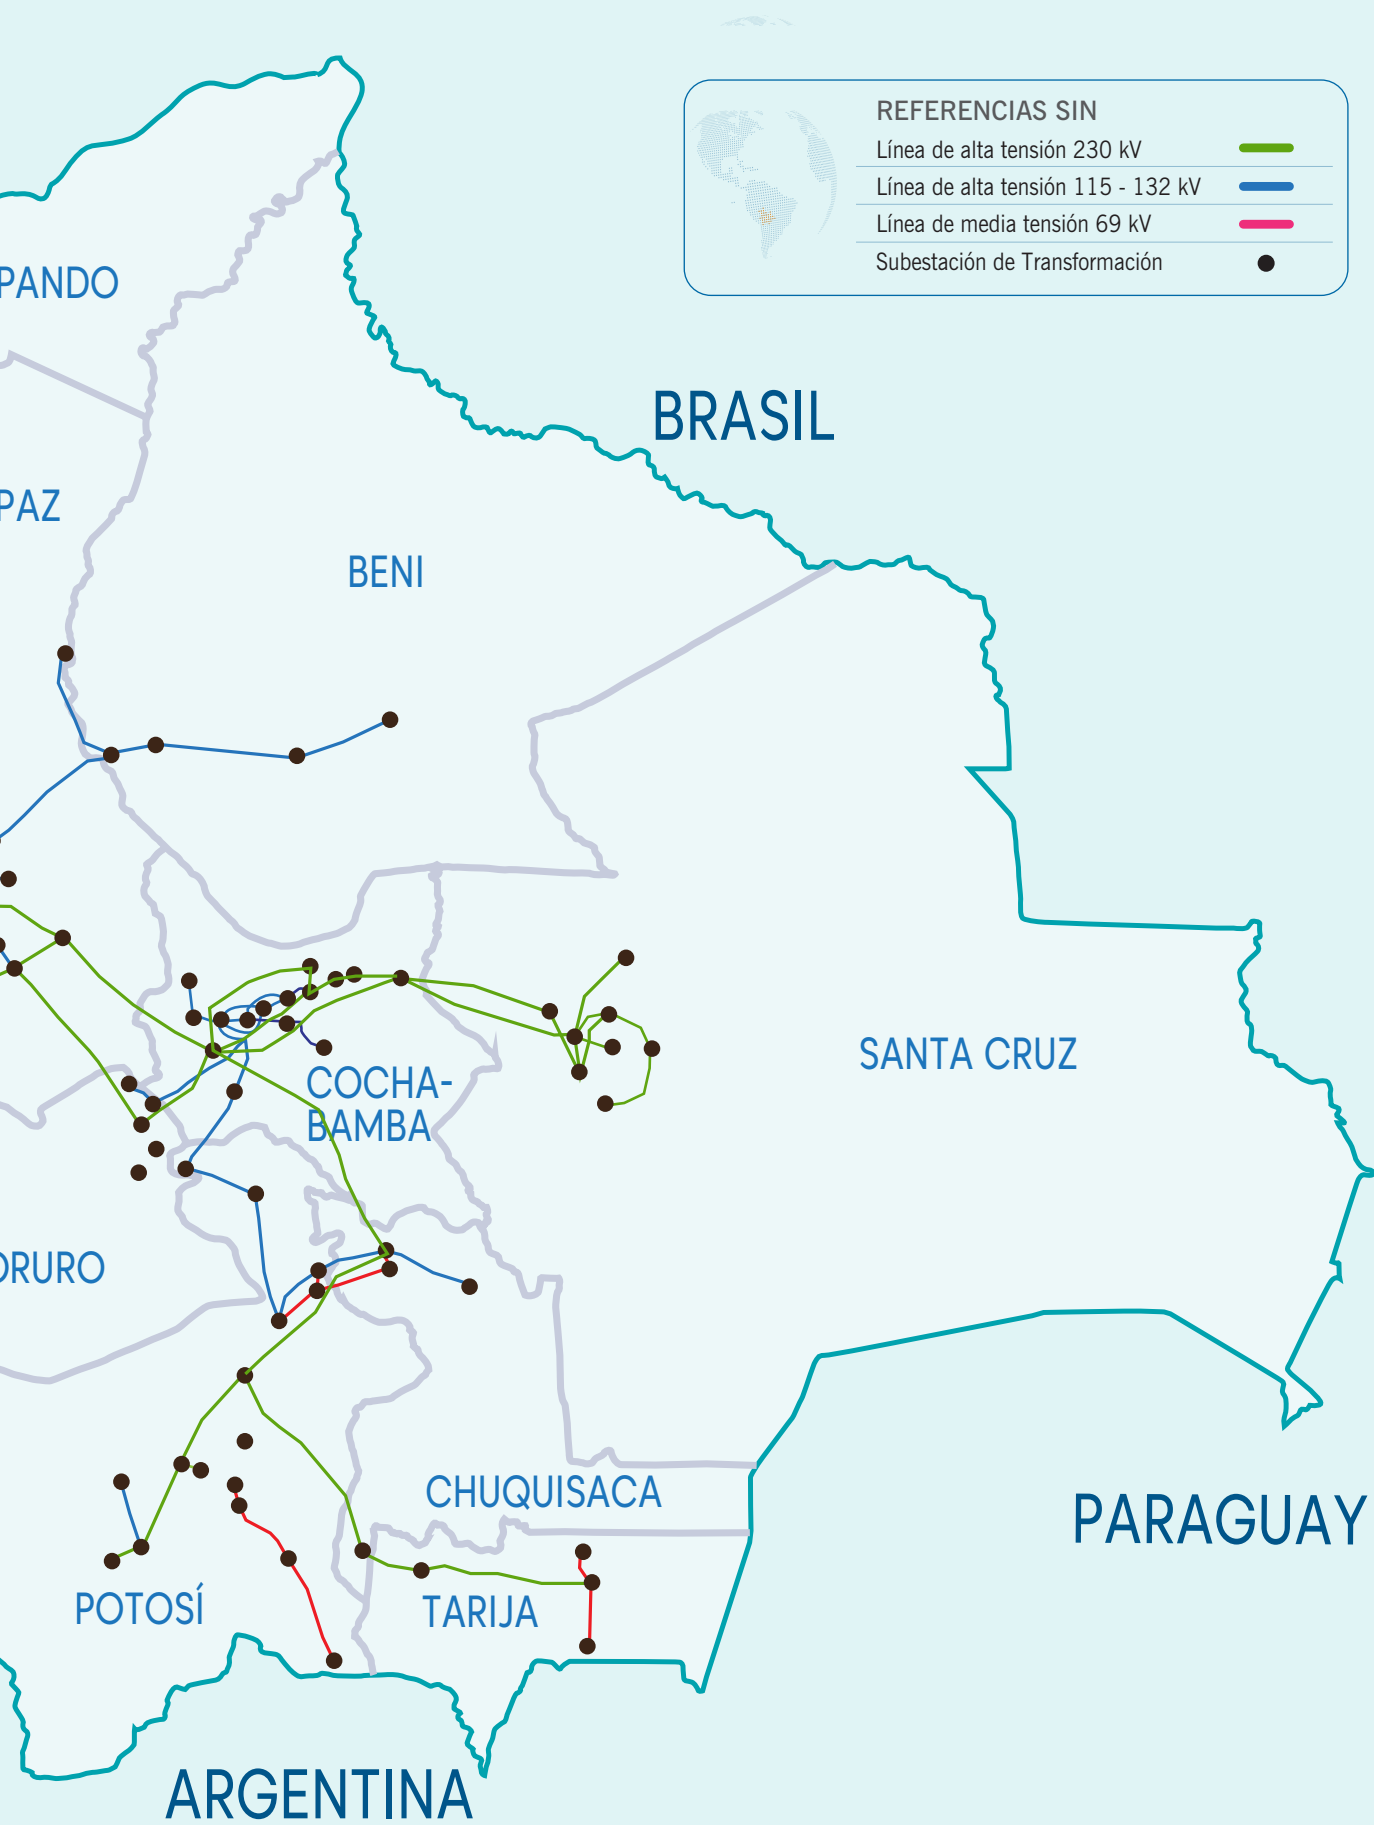 REFERENCIAS SIN
Línea de alta tensión 230 kV
Línea de alta tensión 115 - 132 kV
Línea de media tensión 69 kV
Subestación de Transformación
PANDO
BRASIL
PAZ
BENI
SANTA CRUZ
COCHA-
BAMBA
ORURO
CHUQUISACA
PARAGUAY
POTOSÍ
TARIJA
ARGENTINA